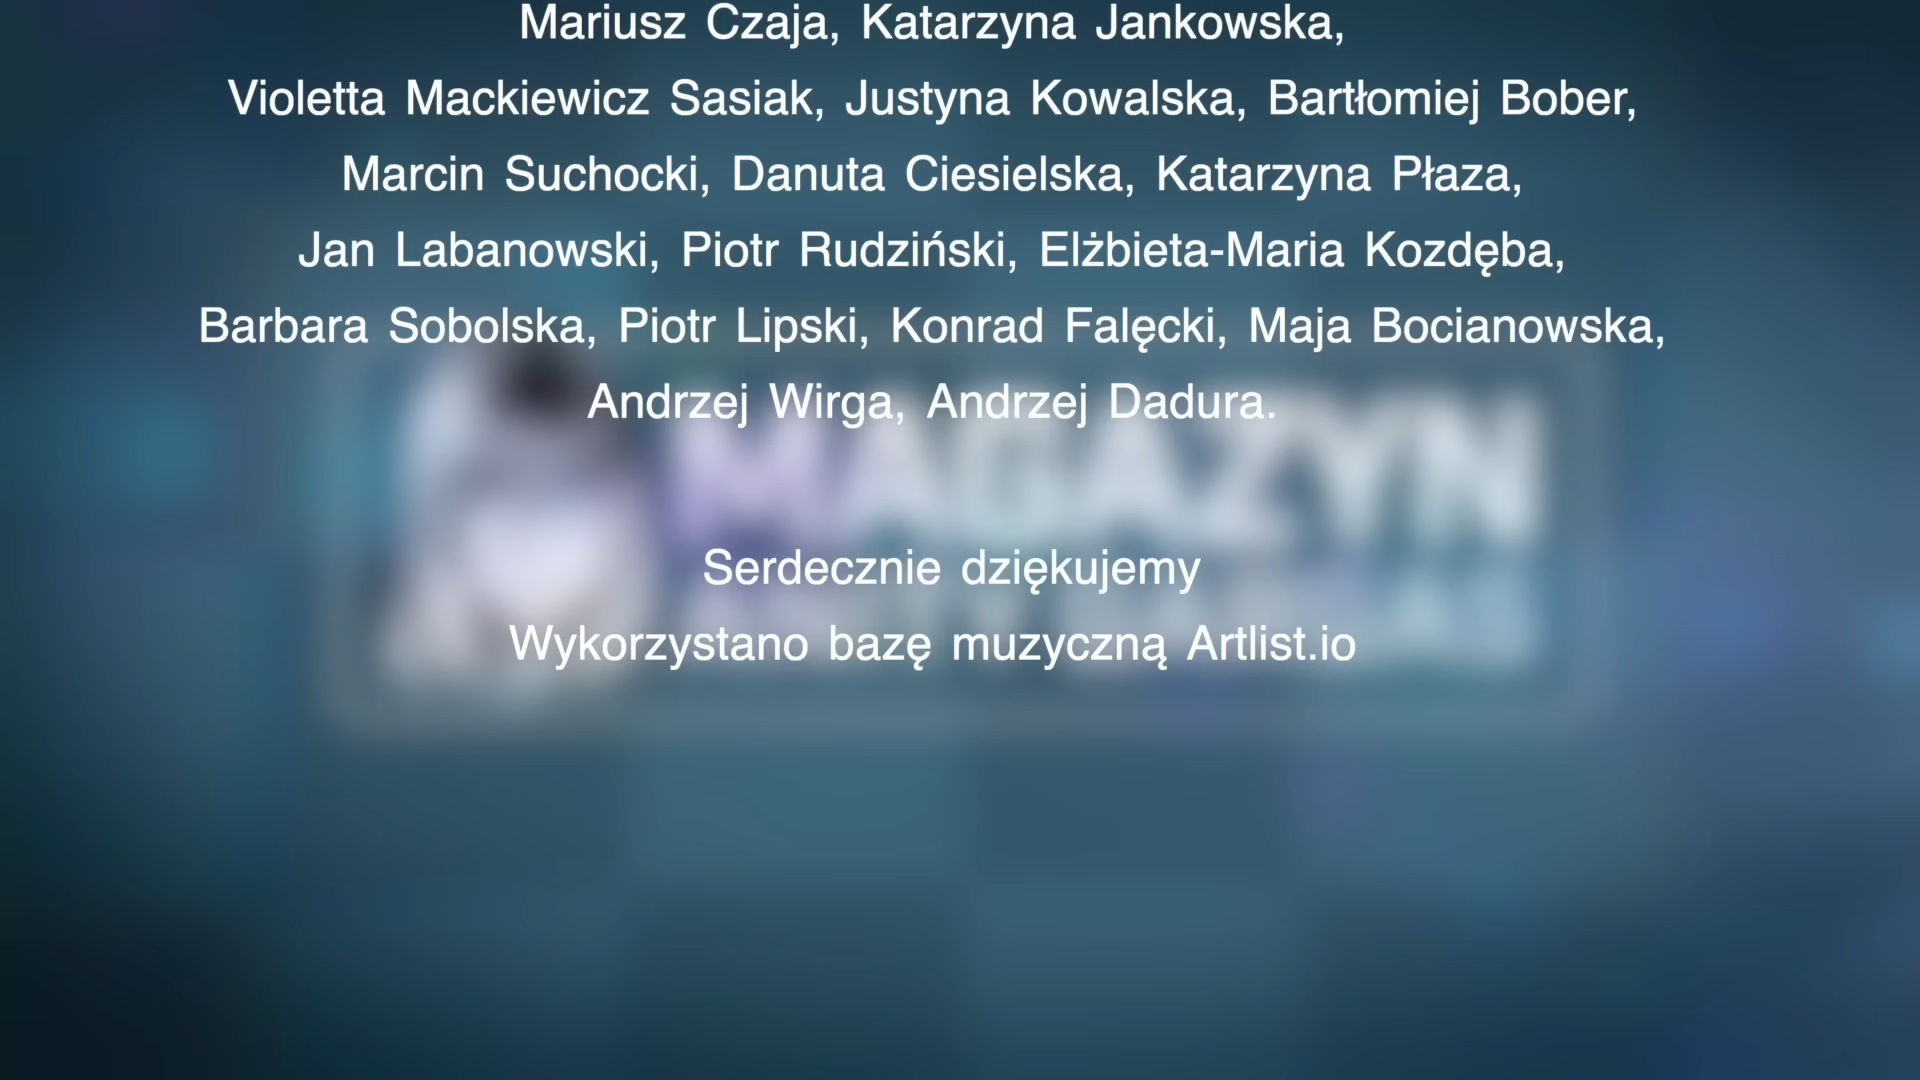 Mariusz Czaja, Katarzyna Jankowska,
Violetta Mackiewicz Sasiak, Justyna Kowalska, Bartłomiej Bober,
Marcin Suchocki, Danuta Ciesielska, Katarzyna Płaza,
Jan Labanowski, Piotr Rudziński, Elżbieta-Maria Kozdęba,
Barbara Sobolska, Piotr Lipski, Konrad Falęcki, Maja Bocianowska,
Andrzej Wirga, Andrzej Dadura.
MAGAZYN
Serdecznie dziękujemy
Wykorzystano bazę muzyczną Artlist.io